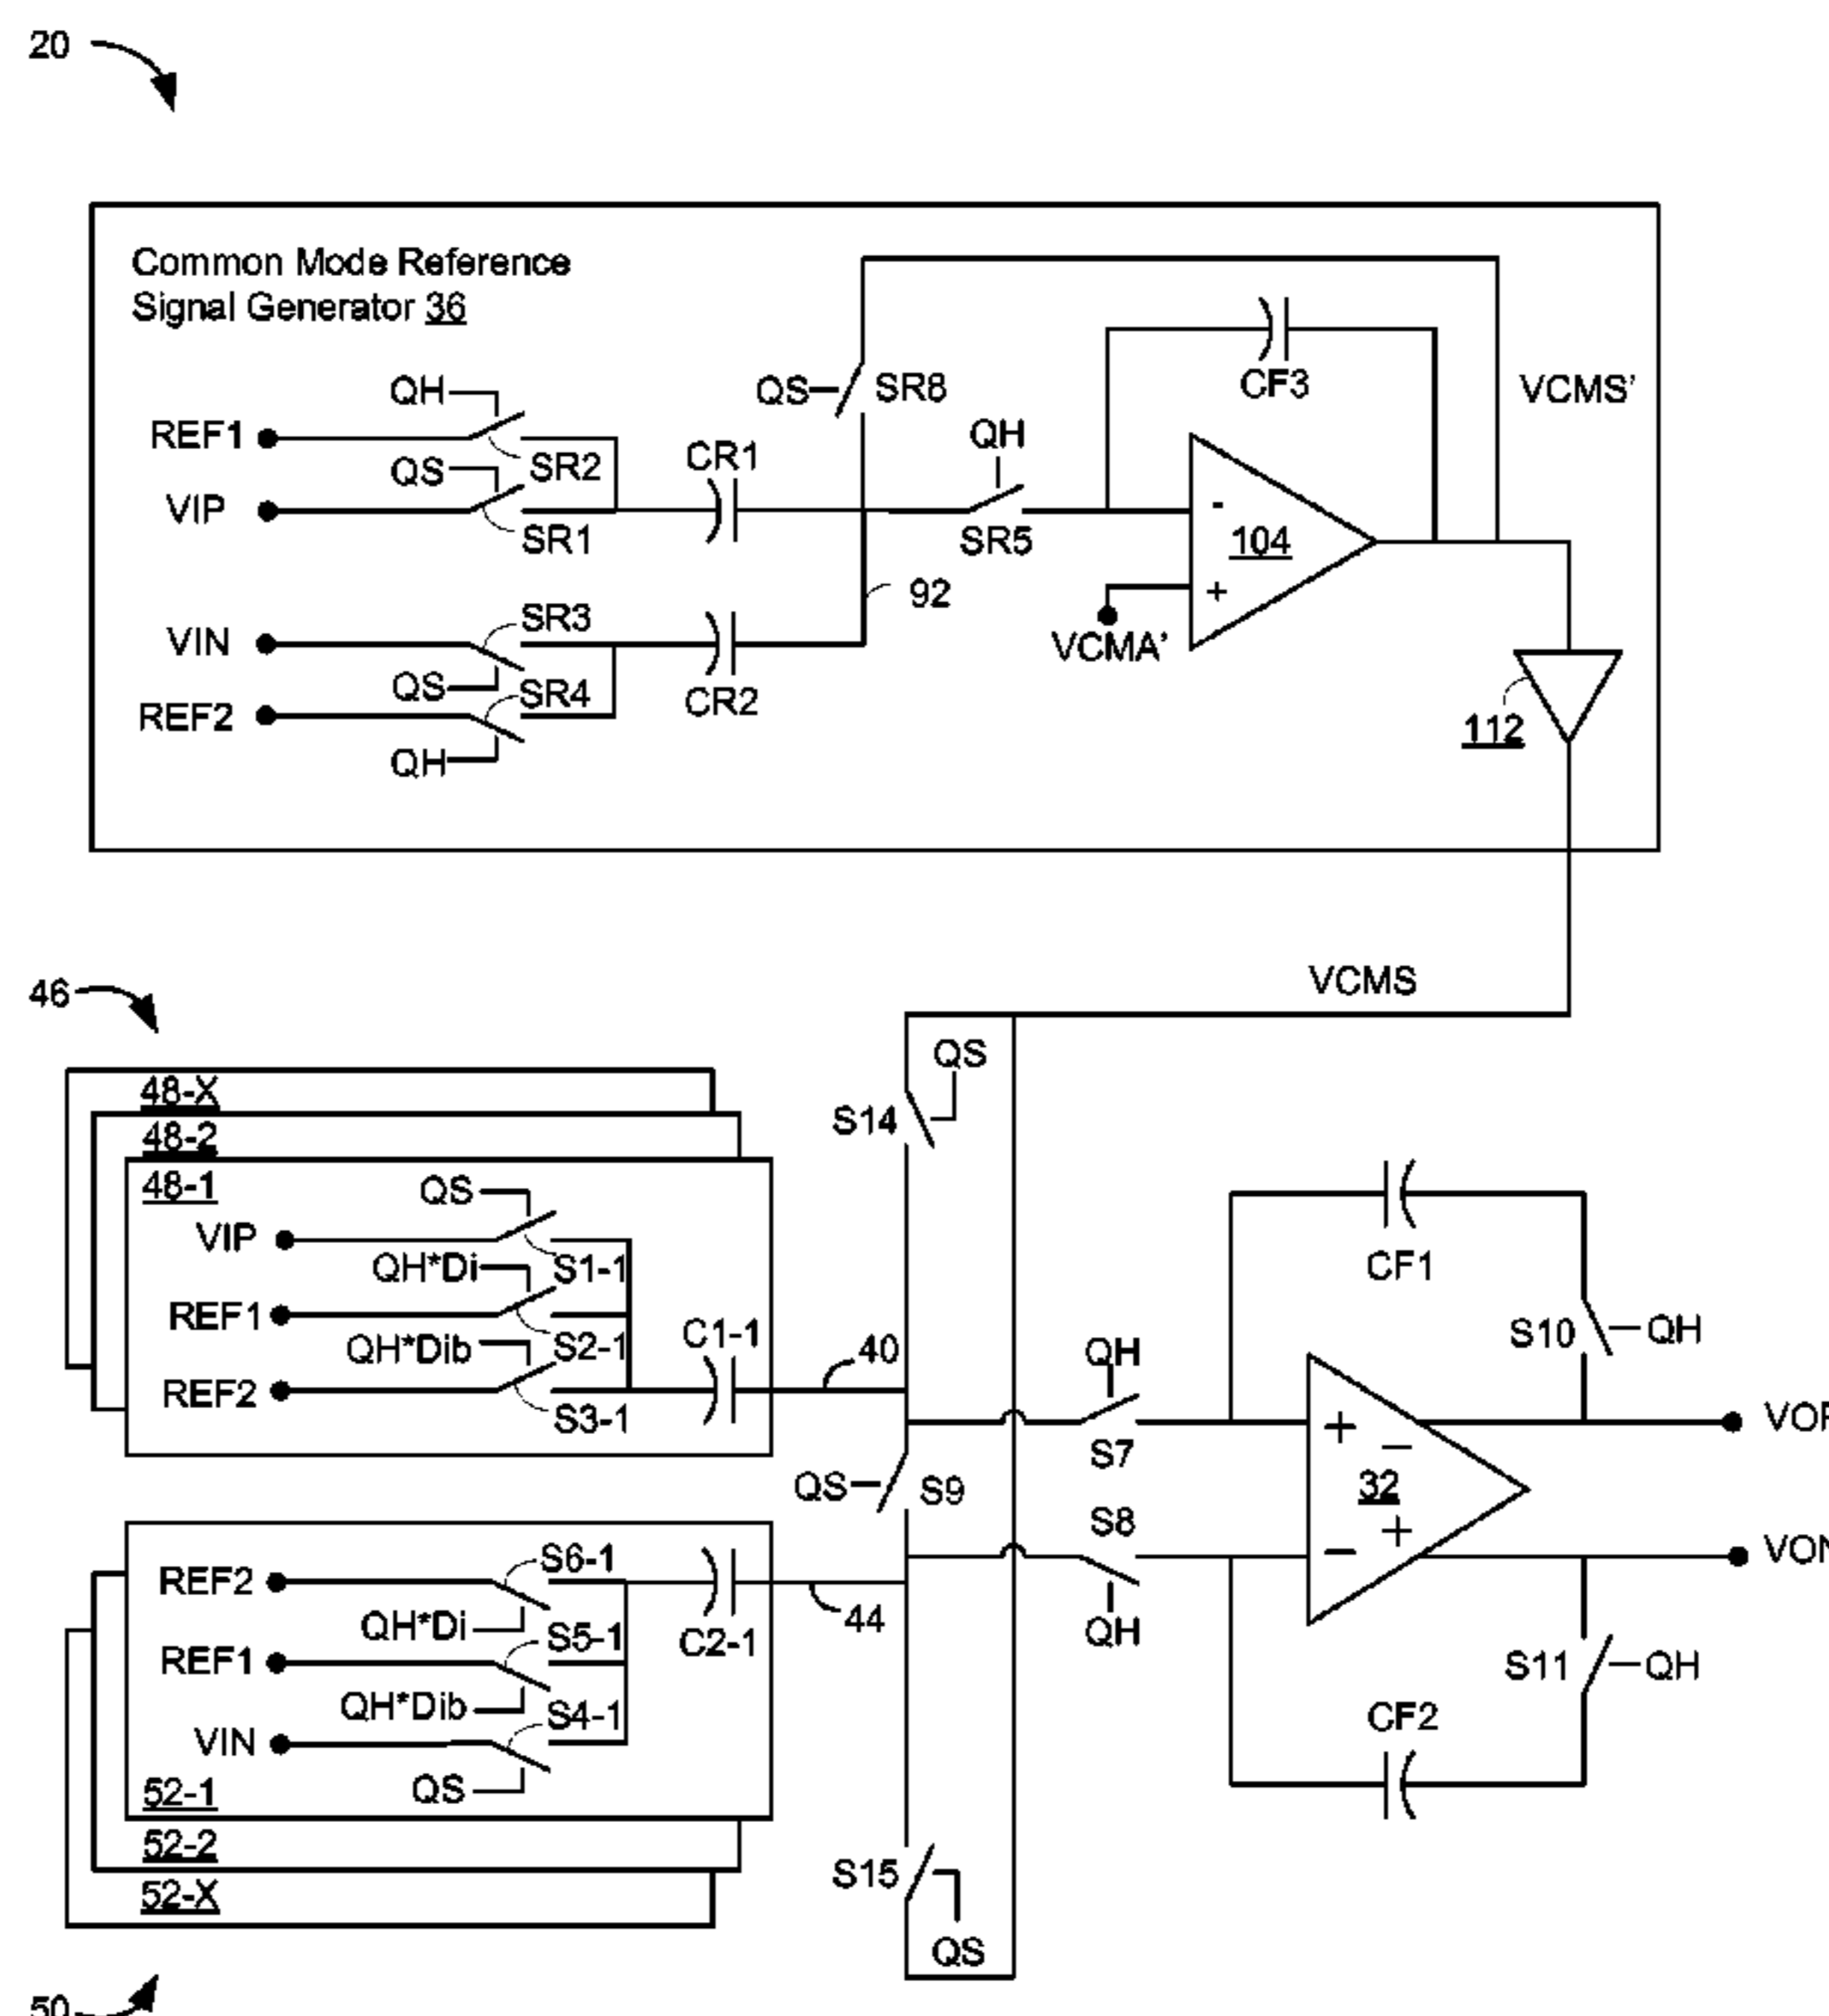 20
Common Mode Reference
Signal Generator 36
QH
REF1
SR2
QS
VIP
SR1
CR1
QS
SR8
QH
SR5
CF3
VCMS'
-
104
+
VCMA'
92
VIN
SR3
QS
SR4
REF2
QH
CR2
112
VCMS
46
48-X
48-2
48-1
QS
VIP
S1-1
QH*Di
REF1
S2-1
QH*Dib
REF2
S3-1
C1-1
40
QS
S14
QH
S7
QS
S9
S8
QH
CF1
S10
QH
+
−
32
+
−
VOP
VON
S11
QH
CF2
REF2
S6-1
QH*Di
REF1
S5-1
QH*Dib
VIN
S4-1
QS
C2-1
44
52-1
52-2
52-X
S15
QS
50